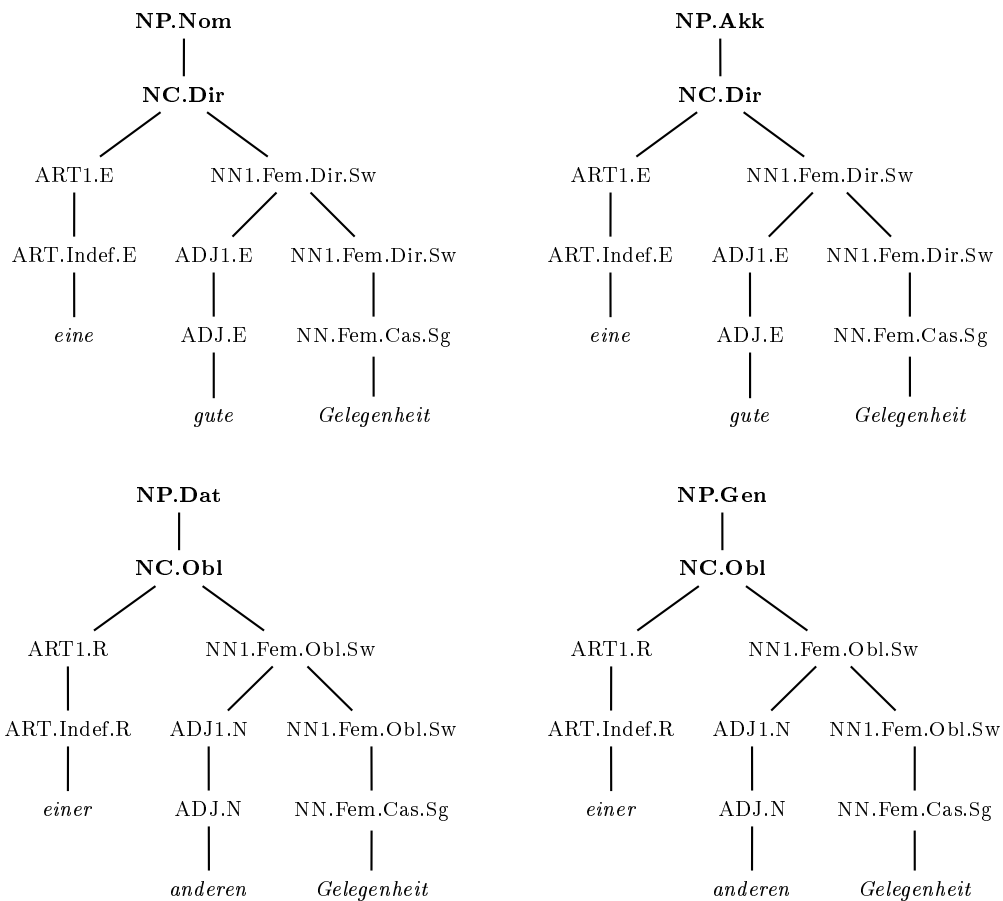 NP.Nom NP.Akk
NC.Dir NC.Dir
ART1.E NN1.Fem.Dir.Sw ART1.E NN1.Fem.Dir.Sw
ART.Indef.E ADJ1.E NN1.Fem.Dir.Sw ART.Indef.E ADJ1.E NN1.Fem.Dir.Sw
eine ADJ.E NN.Fem.Cas.Sg eine ADJ.E NN.Fem.Cas.Sg
gute Gelegenheit gute Gelegenheit
NP.Dat NP.Gen
NC.Obl NC.Obl
ART1.R NN1.Fem.Obl.Sw ART1.R NN1.Fem.Obl.Sw
ART.Indef.R ADJ1.N NN1.Fem.Obl.Sw ART.Indef.R ADJ1.N NN1.Fem.Obl.Sw
einer ADJ.N NN.Fem.Cas.Sg einer ADJ.N NN.Fem.Cas.Sg
anderen Gelegenheit anderen Gelegenheit